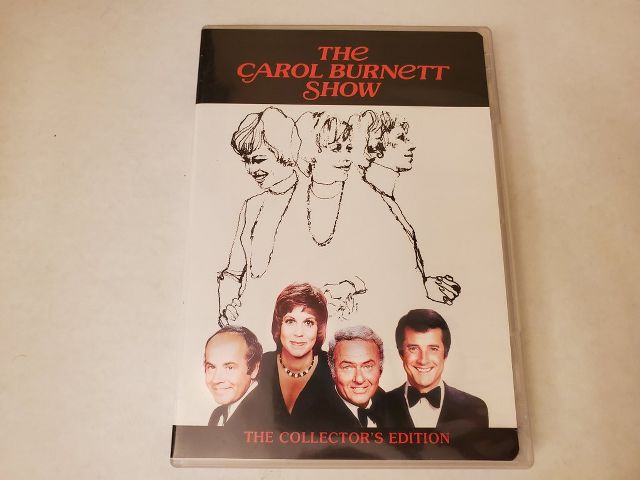 THe
CAROL BURNeTT
SHOW
THE COLLECTOR'S EDITION